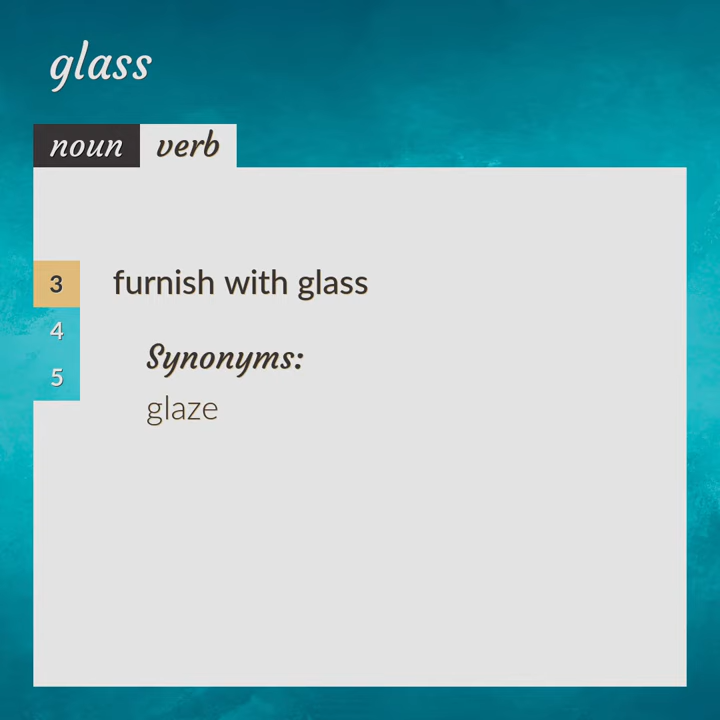 glass
noun verb
3 furnish with glass
4
Synonyms:
5
glaze